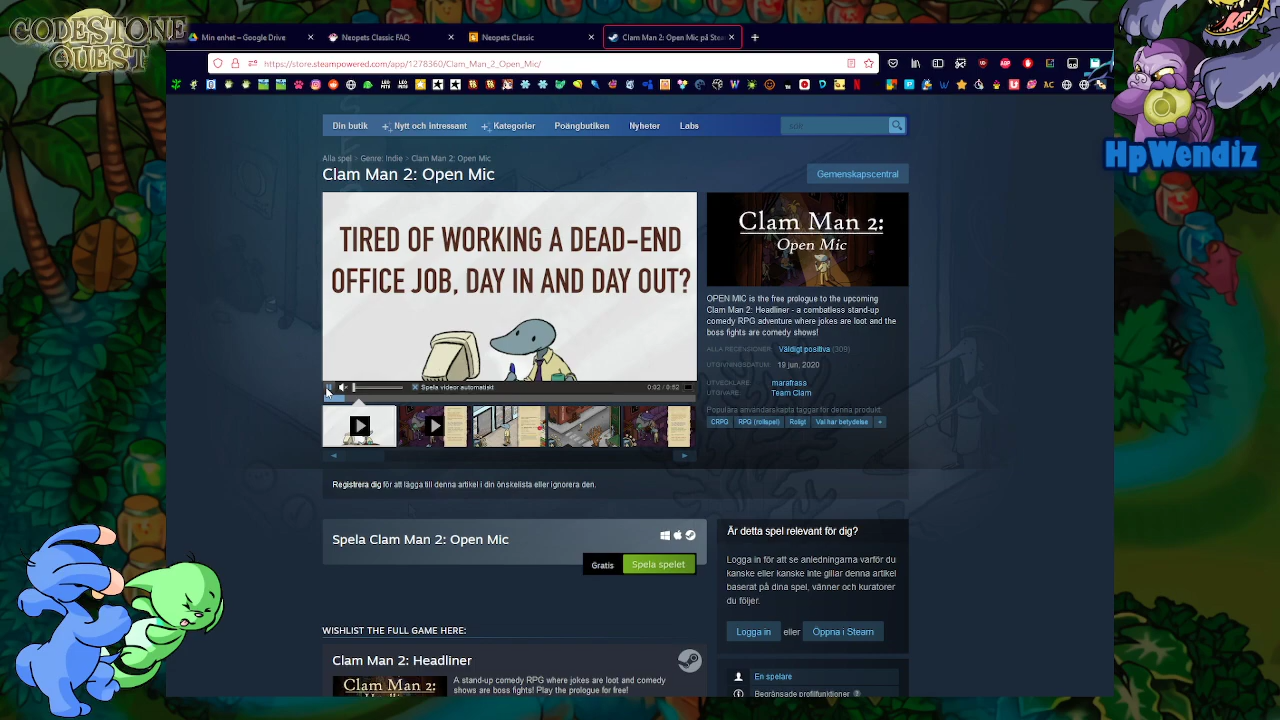 CODESTONE
QUEST
Min enhet – Google Drive
Neopets Classic FAQ
Neopets Classic
Clam Man 2: Open Mic på Stea
https://store.steampowered.com/app/1278360/Clam_Man_2_Open_Mic/
HpWendiz
Din butik
Nytt och Intressant
Kategorier
Poängbutiken
Nyheter
Labs
sök
Alla spel > Genre: Indie > Clam Man 2: Open Mic
Clam Man 2: Open Mic
Gemenskapscentral
TIRED OF WORKING A DEAD-END
OFFICE JOB, DAY IN AND DAY OUT?
Spela videor automatiskt
0:02 / 0:52
Clam Man 2:
Open Mic
OPEN MIC is the free prologue to the upcoming
Clam Man 2: Headliner - a combatless stand-up
comedy RPG adventure where jokes are loot and the
boss fights are comedy shows!
ALLA RECENSIONER: Väldigt positiva (309)
UTGIVNINGSDATUM: 19 jun, 2020
UTVECKLARE: marafrass
UTGIVARE: Team Clam
Populära användarskapta taggar för denna produkt:
CRPG RPG (rollspel) Roligt Val har betydelse +
Registrera dig för att lägga till denna artikel i din önskelista eller ignorera den.
Spela Clam Man 2: Open Mic
Gratis
Spela spelet
WISHLIST THE FULL GAME HERE:
Clam Man 2: Headliner
Clam Man 2:
A stand-up comedy RPG where jokes are loot and comedy
shows are boss fights! Play the prologue for free!
Är detta spel relevant för dig?
Logga in för att se anledningarna varför du
kanske eller kanske inte gillar denna artikel
baserat på dina spel, vänner och kuratorer
du följer.
Logga in eller Öppna i Steam
En spelare
Begränsade profilfunktioner ?